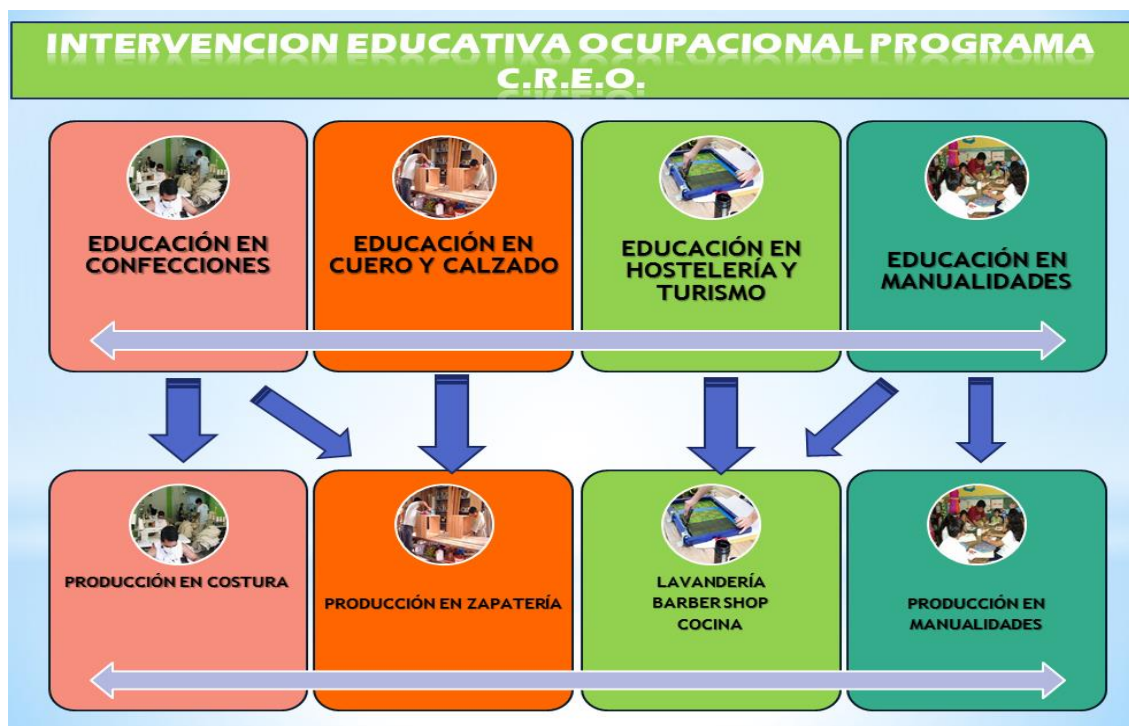 INTERVENCION EDUCATIVA OCUPACIONAL PROGRAMA
C.R.E.O.
EDUCACIÓN EN
CONFECCIONES
EDUCACIÓN EN
CUERO Y CALZADO
EDUCACIÓN EN
HOSTELERÍA Y
TURISMO
EDUCACIÓN EN
MANUALIDADES
PRODUCCIÓN EN COSTURA
PRODUCCIÓN EN ZAPATERÍA
LAVANDERÍA
BARBER SHOP
COCINA
PRODUCCIÓN EN
MANUALIDADES